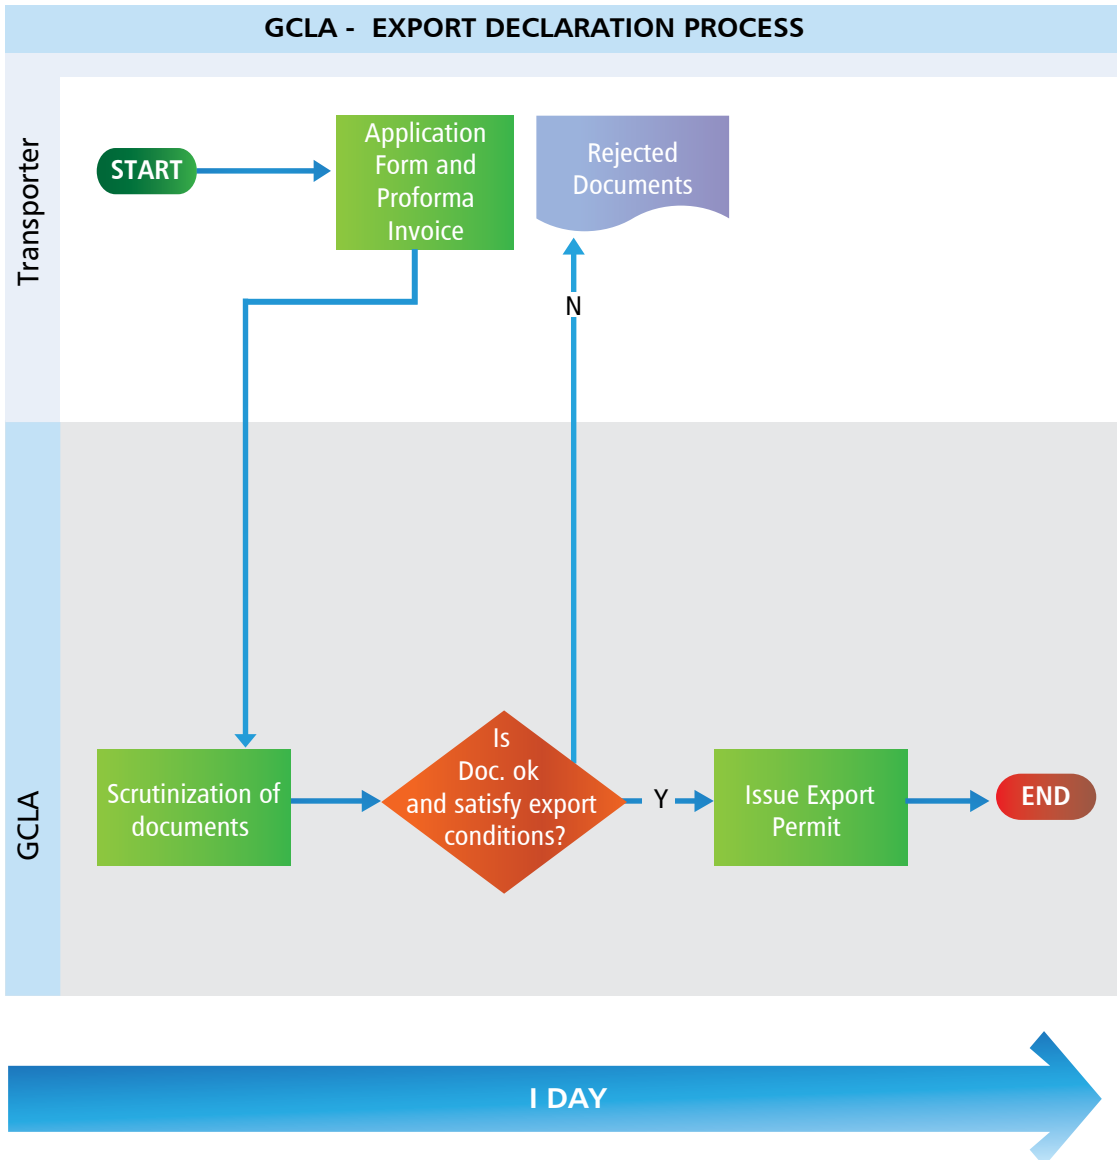 GCLA - EXPORT DECLARATION PROCESS
Transporter
START
Application
Form and
Proforma
Invoice
Rejected
Documents
N
GCLA
Scrutinization of
documents
Is
Doc. ok
and satisfy export
conditions?
Y
Issue Export
Permit
END
I DAY